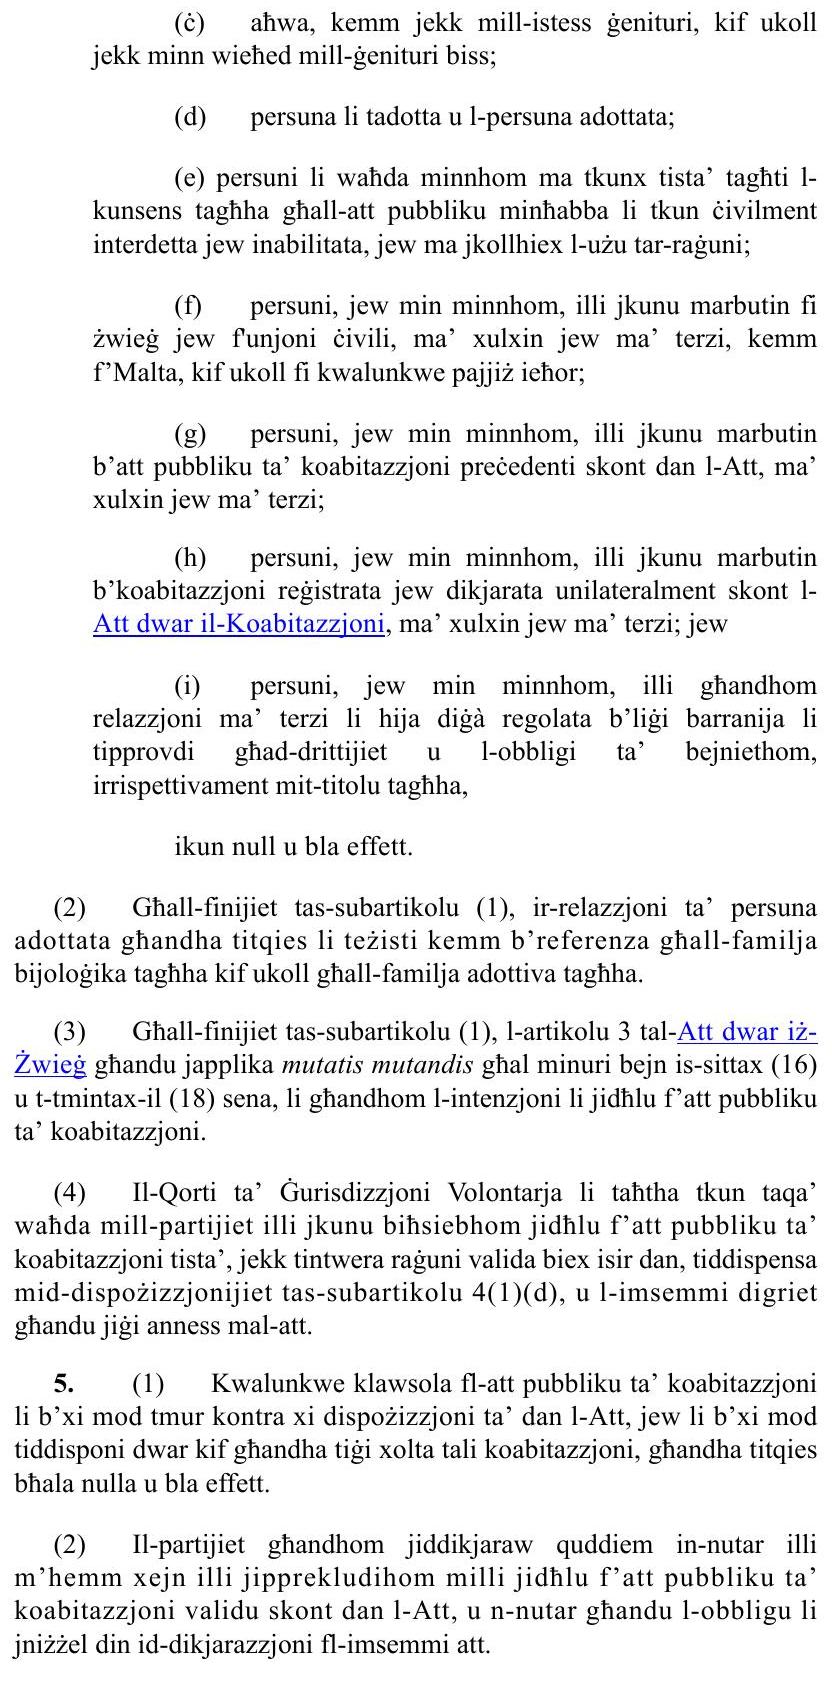 (ċ) aħwa, kemm jekk mill-istess ġenituri, kif ukoll
jekk minn wieħed mill-ġenituri biss;
(d) persuna li tadotta u l-persuna adottata;
(e) persuni li waħda minnhom ma tkunx tista’ tagħti l-
kunsens tagħha għall-att pubbliku minħabba li tkun ċivilment
interdetta jew inabilitata, jew ma jkollhiex l-użu tar-raġuni;
(f) persuni, jew min minnhom, illi jkunu marbutin fi
żwieġ jew f'unjoni ċivili, ma’ xulxin jew ma’ terzi, kemm
f’Malta, kif ukoll fi kwalunkwe pajjiż ieħor;
(g) persuni, jew min minnhom, illi jkunu marbutin
b’att pubbliku ta’ koabitazzjoni preċedenti skont dan l-Att, ma’
xulxin jew ma’ terzi;
(h) persuni, jew min minnhom, illi jkunu marbutin
b’koabitazzjoni reġistrata jew dikjarata unilateralment skont l-
Att dwar il-Koabitazzjoni, ma’ xulxin jew ma’ terzi; jew
(i) persuni, jew min minnhom, illi għandhom
relazzjoni ma’ terzi li hija diġà regolata b’liġi barranija li
tipprovdi għad-drittijiet u l-obbligi ta’ bejniethom,
irrispettivament mit-titolu tagħha,
ikun null u bla effett.
(2) Għall-finijiet tas-subartikolu (1), ir-relazzjoni ta’ persuna
adottata għandha titqies li teżisti kemm b’referenza għall-familja
bijoloġika tagħha kif ukoll għall-familja adottiva tagħha.
(3) Għall-finijiet tas-subartikolu (1), l-artikolu 3 tal-Att dwar iż-
Żwieġ għandu japplika mutatis mutandis għal minuri bejn is-sittax (16)
u t-tmintax-il (18) sena, li għandhom l-intenzjoni li jidħlu f’att pubbliku
ta’ koabitazzjoni.
(4) Il-Qorti ta’ Ġurisdizzjoni Volontarja li taħtha tkun taqa’
waħda mill-partijiet illi jkunu biħsiebhom jidħlu f’att pubbliku ta’
koabitazzjoni tista’, jekk tintwera raġuni valida biex isir dan, tiddispensa
mid-dispożizzjonijiet tas-subartikolu 4(1)(d), u l-imsemmi digriet
għandu jiġi anness mal-att.
5. (1) Kwalunkwe klawsola fl-att pubbliku ta’ koabitazzjoni
li b’xi mod tmur kontra xi dispożizzjoni ta’ dan l-Att, jew li b’xi mod
tiddisponi dwar kif għandha tiġi xolta tali koabitazzjoni, għandha titqies
bħala nulla u bla effett.
(2) Il-partijiet għandhom jiddikjaraw quddiem in-nutar illi
m’hemm xejn illi jipprekludihom milli jidħlu f’att pubbliku ta’
koabitazzjoni validu skont dan l-Att, u n-nutar għandu l-obbligu li
jniżżel din id-dikjarazzjoni fl-imsemmi att.